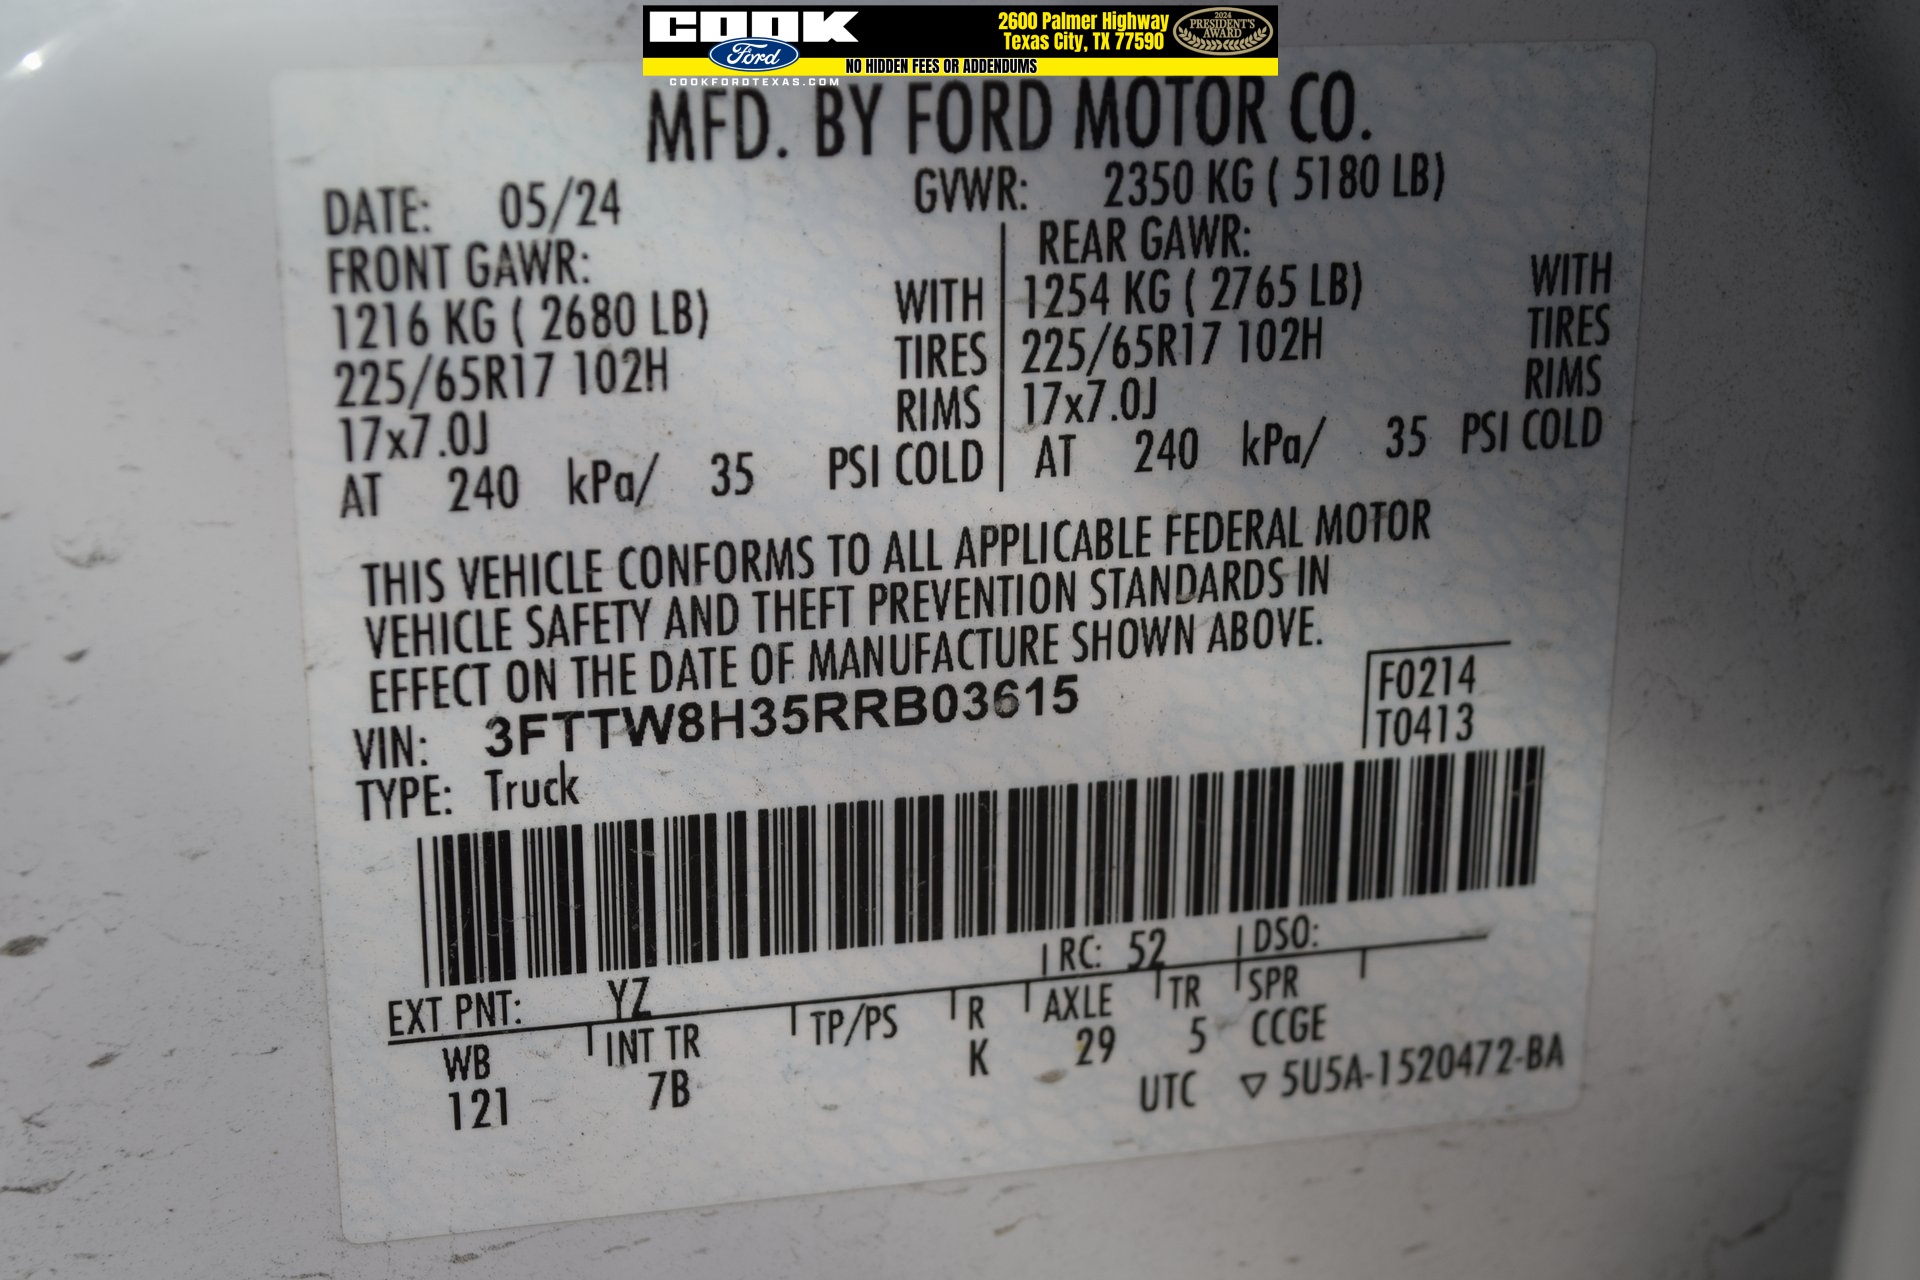 COOK
Ford
COOKFORDTEXAS.COM
2600 Palmer Highway
Texas City, TX 77590
2024
PRESIDENT'S
AWARD
NO HIDDEN FEES OR ADDENDUMS
MFD. BY FORD MOTOR CO.
DATE: 05/24 GVWR: 2350 KG ( 5180 LB)
FRONT GAWR: REAR GAWR:
1216 KG ( 2680 LB) WITH 1254 KG ( 2765 LB) WITH
225/65R17 102H TIRES 225/65R17 102H TIRES
17x7.0J RIMS 17x7.0J RIMS
AT 240 kPa/ 35 PSI COLD AT 240 kPa/ 35 PSI COLD
THIS VEHICLE CONFORMS TO ALL APPLICABLE FEDERAL MOTOR
VEHICLE SAFETY AND THEFT PREVENTION STANDARDS IN
EFFECT ON THE DATE OF MANUFACTURE SHOWN ABOVE.
VIN: 3FTTW8H35RRB03615
TYPE: Truck
F0214
T0413
EXT PNT: YZ RC: 52 DSO:
WB INT TR TP/PS R AXLE TR SPR
121 7B K 29 5 CCGE
UTC ▽ 5U5A-1520472-BA